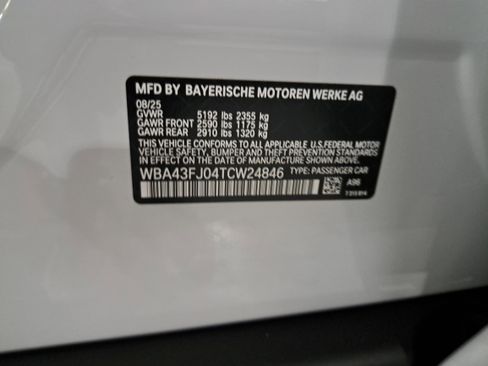 MFD BY BAYERISCHE MOTOREN WERKE AG
08/25
GVWR 5192 lbs 2355 kg
GAWR FRONT 2590 lbs 1175 kg
GAWR REAR 2910 lbs 1320 kg
THIS VEHICLE CONFORMS TO ALL APPLICABLE U.S.FEDERAL MOTOR
VEHICLE SAFETY, BUMPER AND THEFT PREVENTION STANDARDS
IN EFFECT ON THE DATE OF MANUFACTURE SHOWN ABOVE.
WBA43FJ04TCW24846 TYPE: PASSENGER CAR
A96